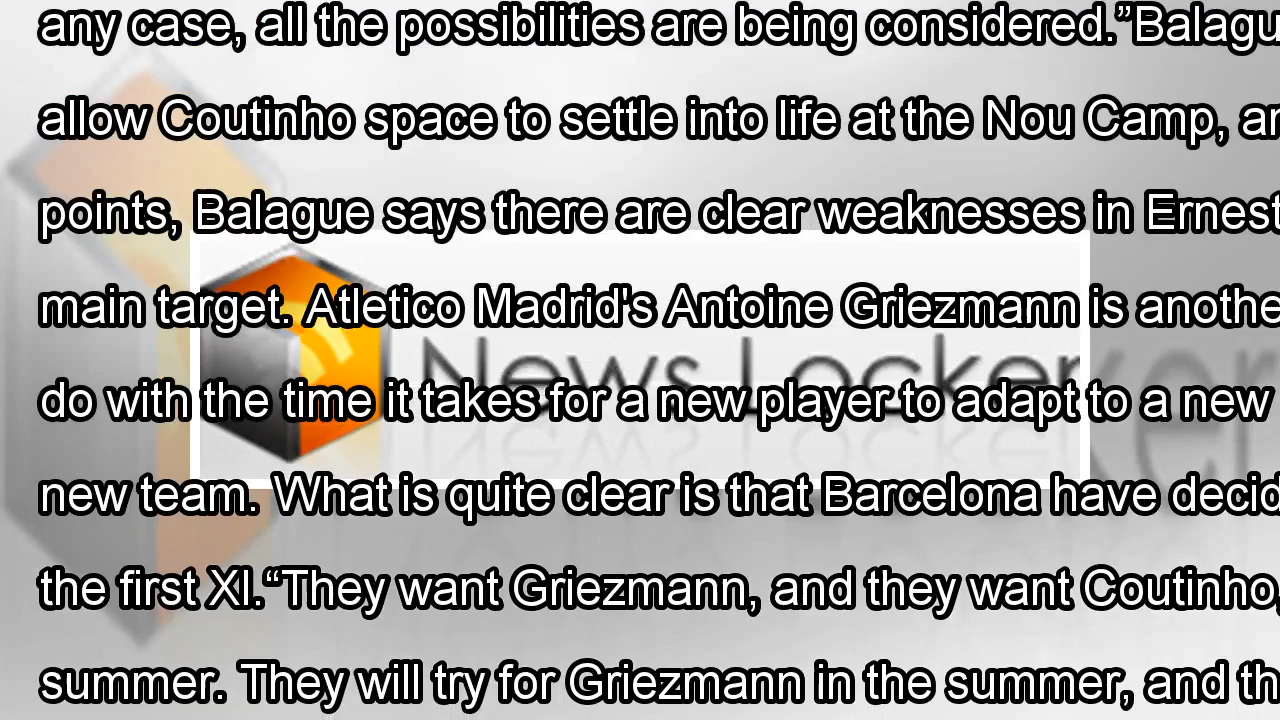 any case, all the possibilities are being considered.”Balagu
allow Coutinho space to settle into life at the Nou Camp, an
points, Balague says there are clear weaknesses in Ernest
main target. Atletico Madrid's Antoine Griezmann is anothe
News Locker
do with the time it takes for a new player to adapt to a new
new team. What is quite clear is that Barcelona have decid
the first XI.“They want Griezmann, and they want Coutinho,
summer. They will try for Griezmann in the summer, and th